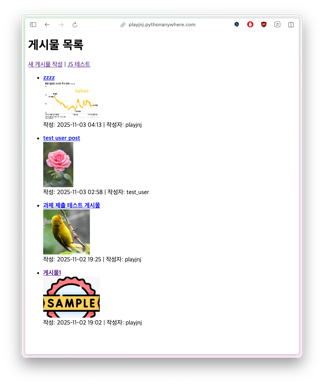 playjnj.pythonanywhere.com
게시물 목록
새 게시물 작성 | JS 테스트
zzzz
작성: 2025-11-03 04:13 | 작성자: playjnj
test user post
작성: 2025-11-03 02:58 | 작성자: test_user
과제 제출 테스트 게시물
작성: 2025-11-02 19:25 | 작성자: playjnj
게시물1
SAMPLE
작성: 2025-11-02 19:02 | 작성자: playjnj